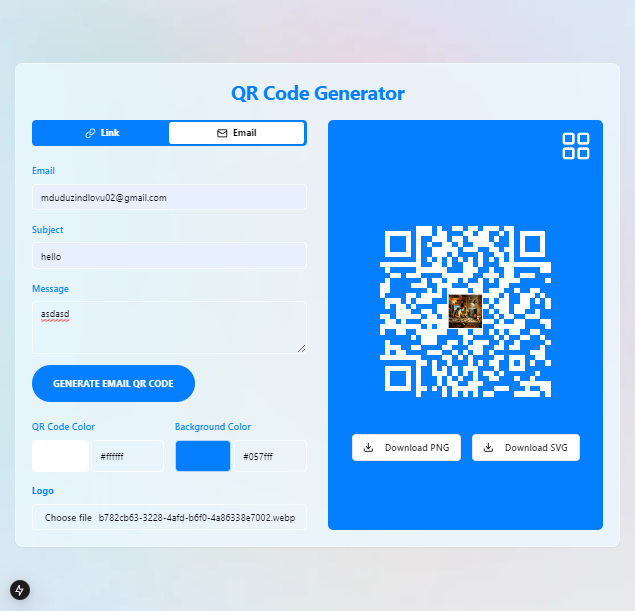 QR Code Generator
Link
Email
Email
mduduzindlovu02@gmail.com
Subject
hello
Message
asdasd
GENERATE EMAIL QR CODE
QR Code Color
Background Color
#ffffff
#057fff
Logo
Choose file b782cb63-3228-4afd-b6f0-4a86338e7002.webp
Download PNG
Download SVG